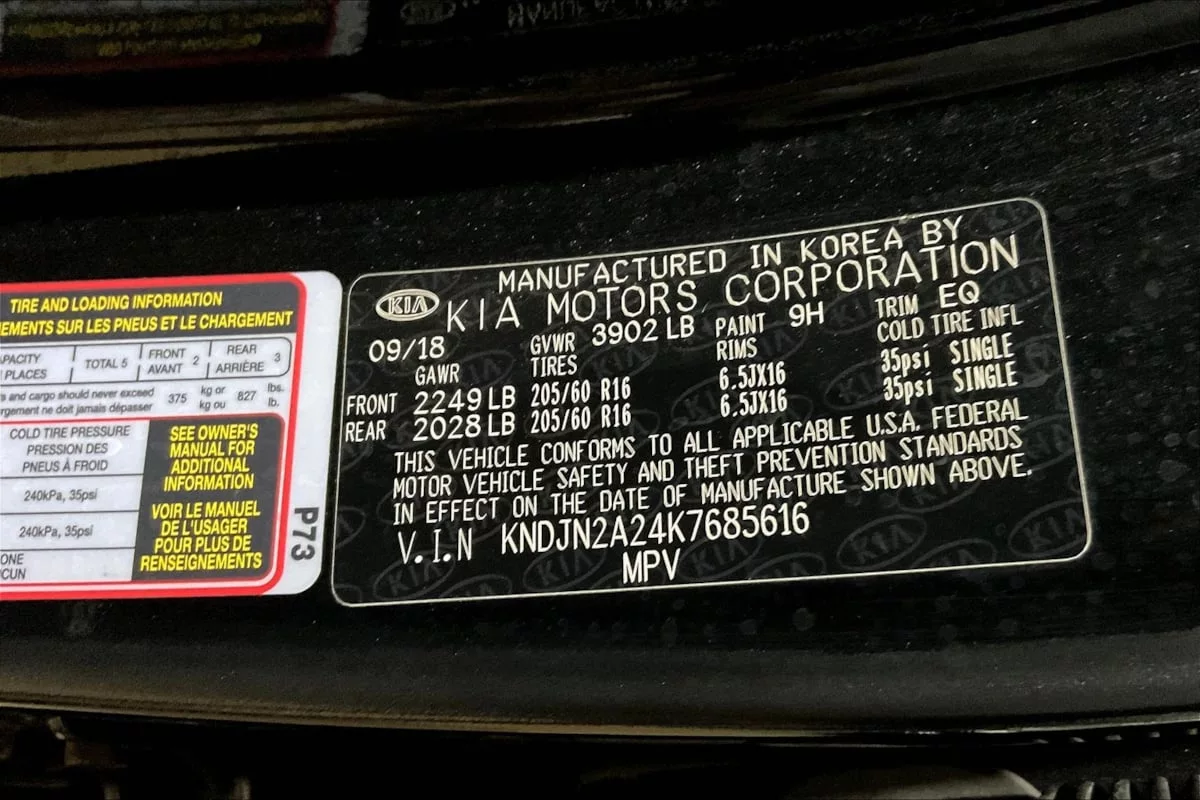 TIRE AND LOADING INFORMATION
EMENTS SUR LES PNEUS ET LE CHARGEMENT
PACITY
PLACES
TOTAL 5
FRONT
AVANT
2
REAR
ARRIÈRE
3
s and cargo should never exceed
rgement ne doit jamais dépasser
375
kg or
kg ou
827
lbs.
lb.
COLD TIRE PRESSURE
PRESSION DES
PNEUS À FROID
240kPa, 35psi
240kPa, 35psi
ONE
CUN
SEE OWNER'S
MANUAL FOR
ADDITIONAL
INFORMATION
VOIR LE MANUEL
DE L'USAGER
POUR PLUS DE
RENSEIGNEMENTS
P73
MANUFACTURED IN KOREA BY
KIA KIA MOTORS CORPORATION
09/18 GVWR 3902 LB PAINT 9H TRIM EQ
GAWR TIRES RIMS COLD TIRE INFL
FRONT 2249 LB 205/60 R16 6.5JX16 35psi SINGLE
REAR 2028 LB 205/60 R16 6.5JX16 35psi SINGLE
THIS VEHICLE CONFORMS TO ALL APPLICABLE U.S.A. FEDERAL
MOTOR VEHICLE SAFETY AND THEFT PREVENTION STANDARDS
IN EFFECT ON THE DATE OF MANUFACTURE SHOWN ABOVE.
V.I.N KNDJN2A24K7685616
MPV